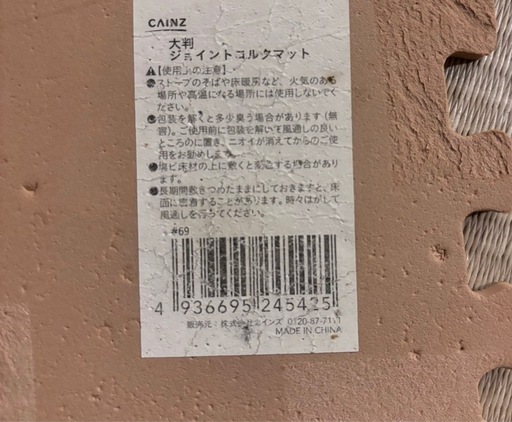 CAINZ
大判
ジョイントコルクマット
⚠【使用上の注意】
●ストーブのそばや床暖房など、火気のある
場所や高温になる場所には使用しないでく
ださい。
●包装を解くと多少臭う場合があります(無
害)。ご使用前に包装を解いて風通しの良い
ところのに置き、ニオイが消えてからのご使
用をお勧めします。
●塩ビ床材の上に敷くと変色する場合があり
ます。
●長期間敷きつめたままにしておきますと、床
面に密着することがあります。時々はがして
風通しを行ってください。
#69
4 936695 245425
販売元:株式会社カインズ 0120-87-71
MADE IN CHINA